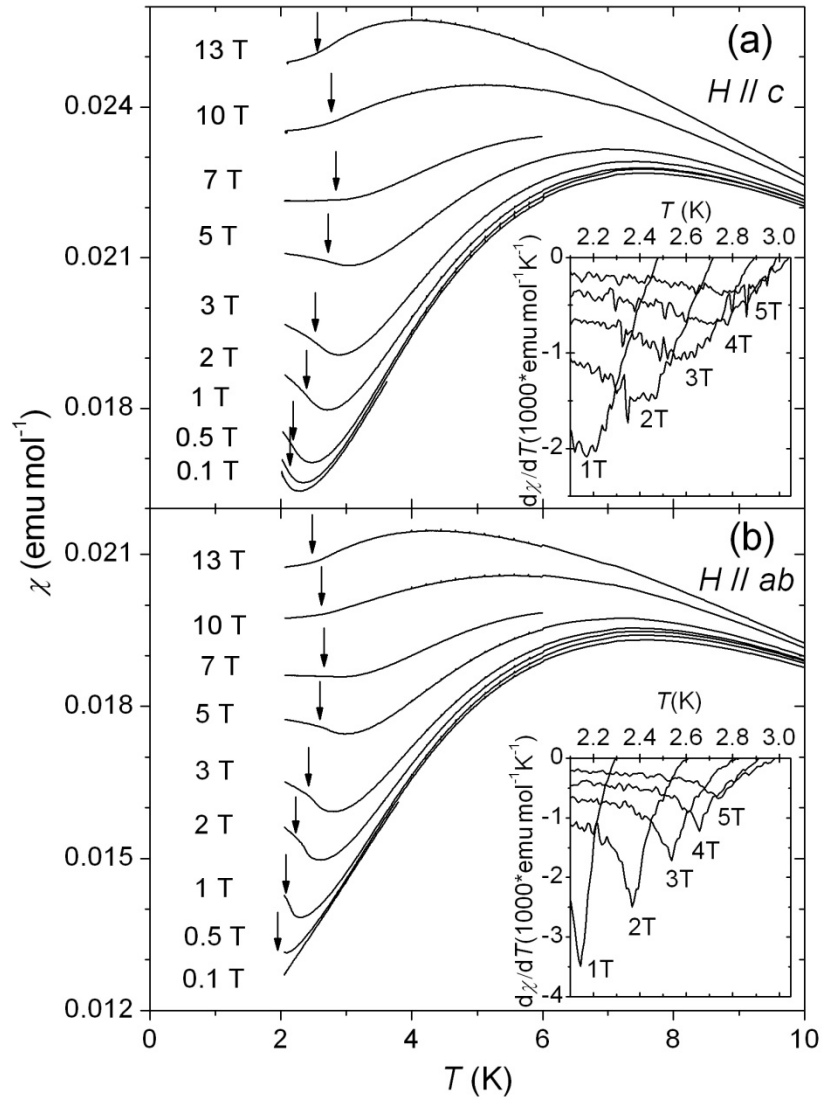 (a)
H // c
13 T
10 T
7 T
5 T
3 T
2 T
1 T
0.5 T
0.1 T
0.024
0.021
0.018
T (K)
2.2 2.4 2.6 2.8 3.0
0
-1
-2
dχ/dT(1000*emu mol⁻¹K⁻¹)
5T
4T
3T
2T
1T
χ (emu mol⁻¹)
(b)
H // ab
13 T
10 T
7 T
5 T
3 T
2 T
1 T
0.5 T
0.1 T
0.021
0.018
0.015
0.012
T(K)
2.2 2.4 2.6 2.8 3.0
0
-1
-2
-3
-4
dχ/dT(1000*emu mol⁻¹K⁻¹)
5T
4T
3T
2T
1T
0 2 4 6 8 10
T (K)